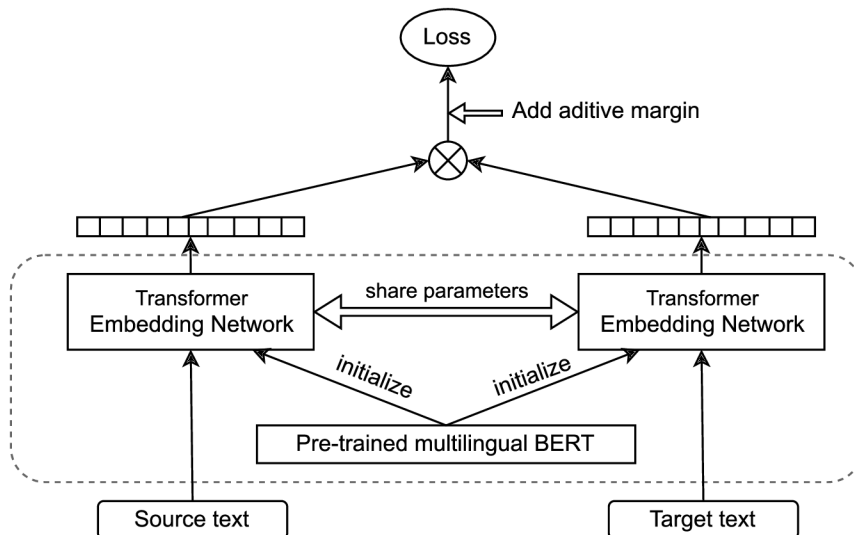 Loss
Add aditive margin
Transformer
Embedding Network
share parameters
Transformer
Embedding Network
initialize
initialize
Pre-trained multilingual BERT
Source text
Target text